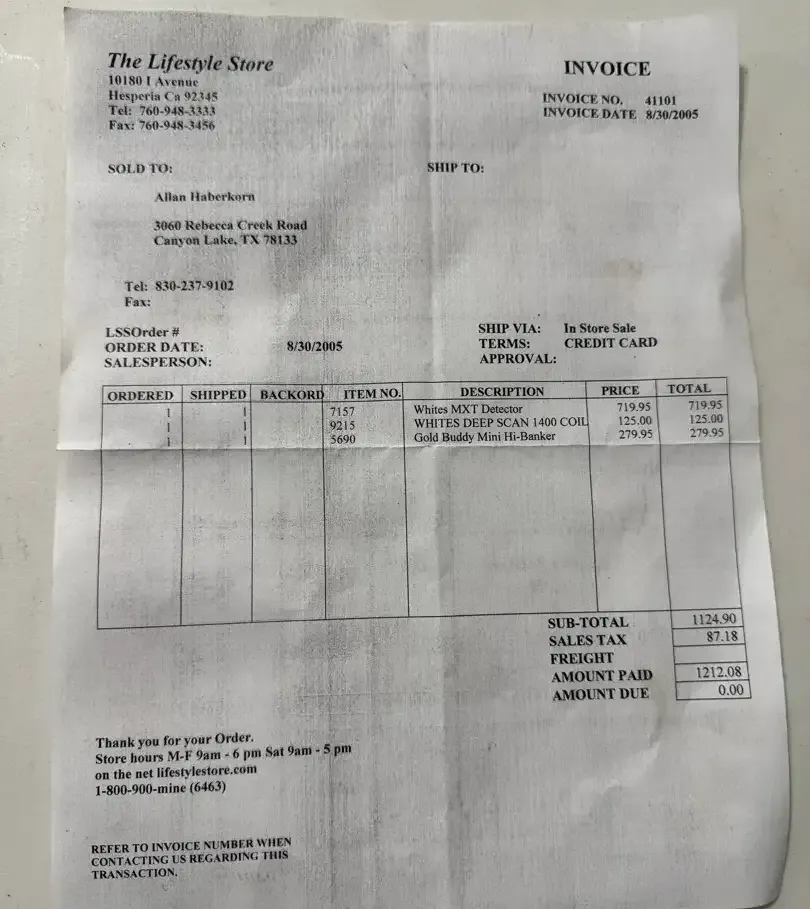 The Lifestyle Store
10180 I Avenue
Hesperia Ca 92345
Tel: 760-948-3333
Fax: 760-948-3456
INVOICE
INVOICE NO. 41101
INVOICE DATE 8/30/2005
SOLD TO:
SHIP TO:
Allan Haberkorn
3060 Rebecca Creek Road
Canyon Lake, TX 78133
Tel: 830-237-9102
Fax:
LSSOrder #
ORDER DATE: 8/30/2005
SALESPERSON:
SHIP VIA: In Store Sale
TERMS: CREDIT CARD
APPROVAL:
ORDERED SHIPPED BACKORD ITEM NO. DESCRIPTION PRICE TOTAL
1 1 7157 Whites MXT Detector 719.95 719.95
1 1 9215 WHITES DEEP SCAN 1400 COIL 125.00 125.00
1 1 5690 Gold Buddy Mini Hi-Banker 279.95 279.95
SUB-TOTAL 1124.90
SALES TAX 87.18
FREIGHT
AMOUNT PAID 1212.08
AMOUNT DUE 0.00
Thank you for your Order.
Store hours M-F 9am - 6 pm Sat 9am - 5 pm
on the net lifestylestore.com
1-800-900-mine (6463)
REFER TO INVOICE NUMBER WHEN
CONTACTING US REGARDING THIS
TRANSACTION.